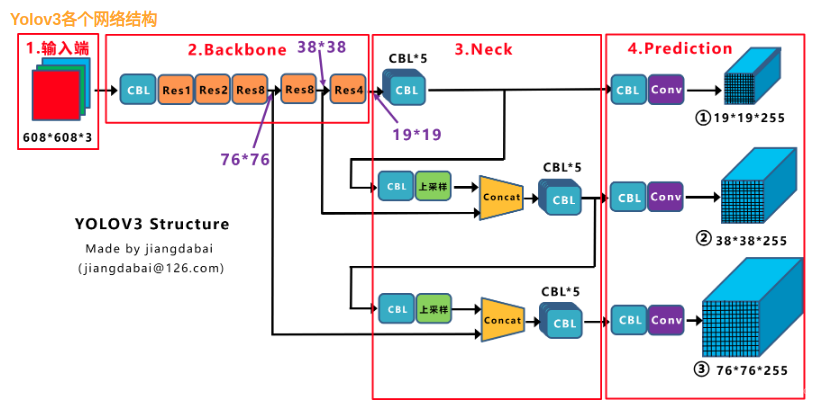 Yolov3各个网络结构
1.输入端
2.Backbone
38*38
3.Neck
4.Prediction
CBL*5
CBL
Res1
Res2
Res8
Res8
Res4
CBL
CBL
Conv
608*608*3
76*76
19*19
①19*19*255
CBL*5
CBL
上采样
Concat
CBL
CBL
Conv
YOLOV3 Structure
② 38*38*255
Made by jiangdabai
(jiangdabai@126.com)
CBL*5
CBL
上采样
Concat
CBL
CBL
Conv
③ 76*76*255